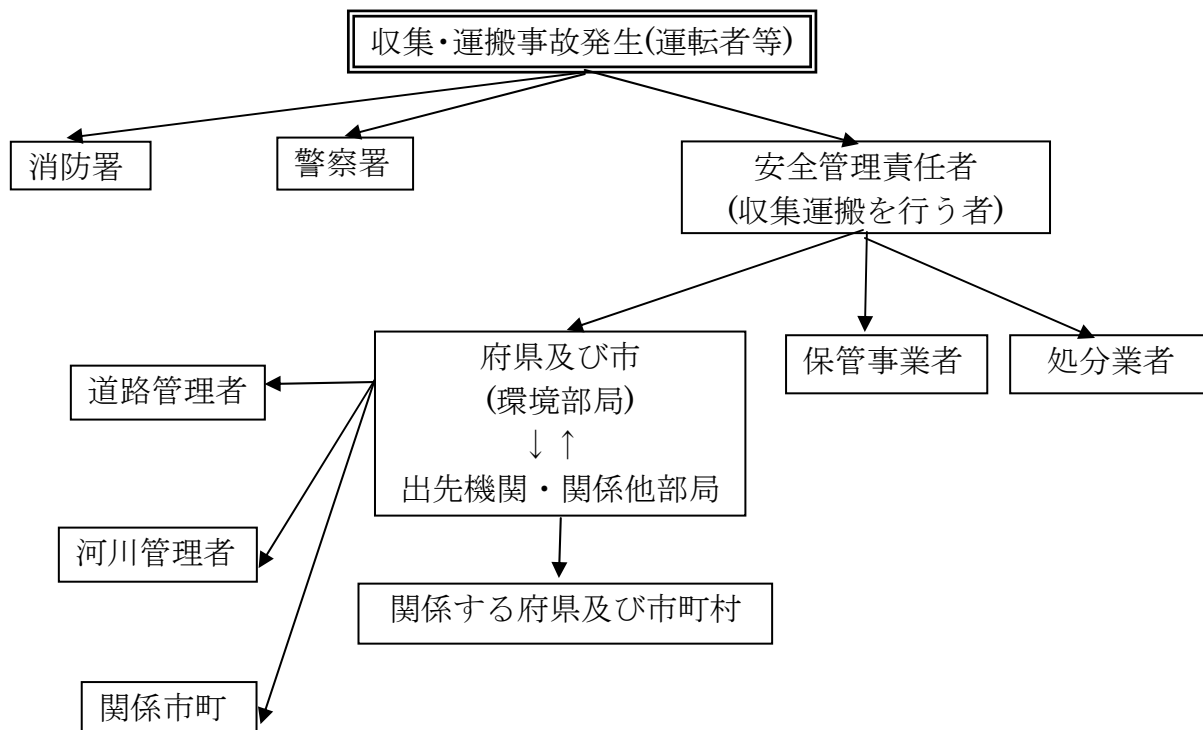 収集･運搬事故発生(運転者等)
消防署
警察署
安全管理責任者
(収集運搬を行う者)
府県及び市
(環境部局)
↓ ↑
出先機関・関係他部局
保管事業者
処分業者
道路管理者
河川管理者
関係する府県及び市町村
関係市町